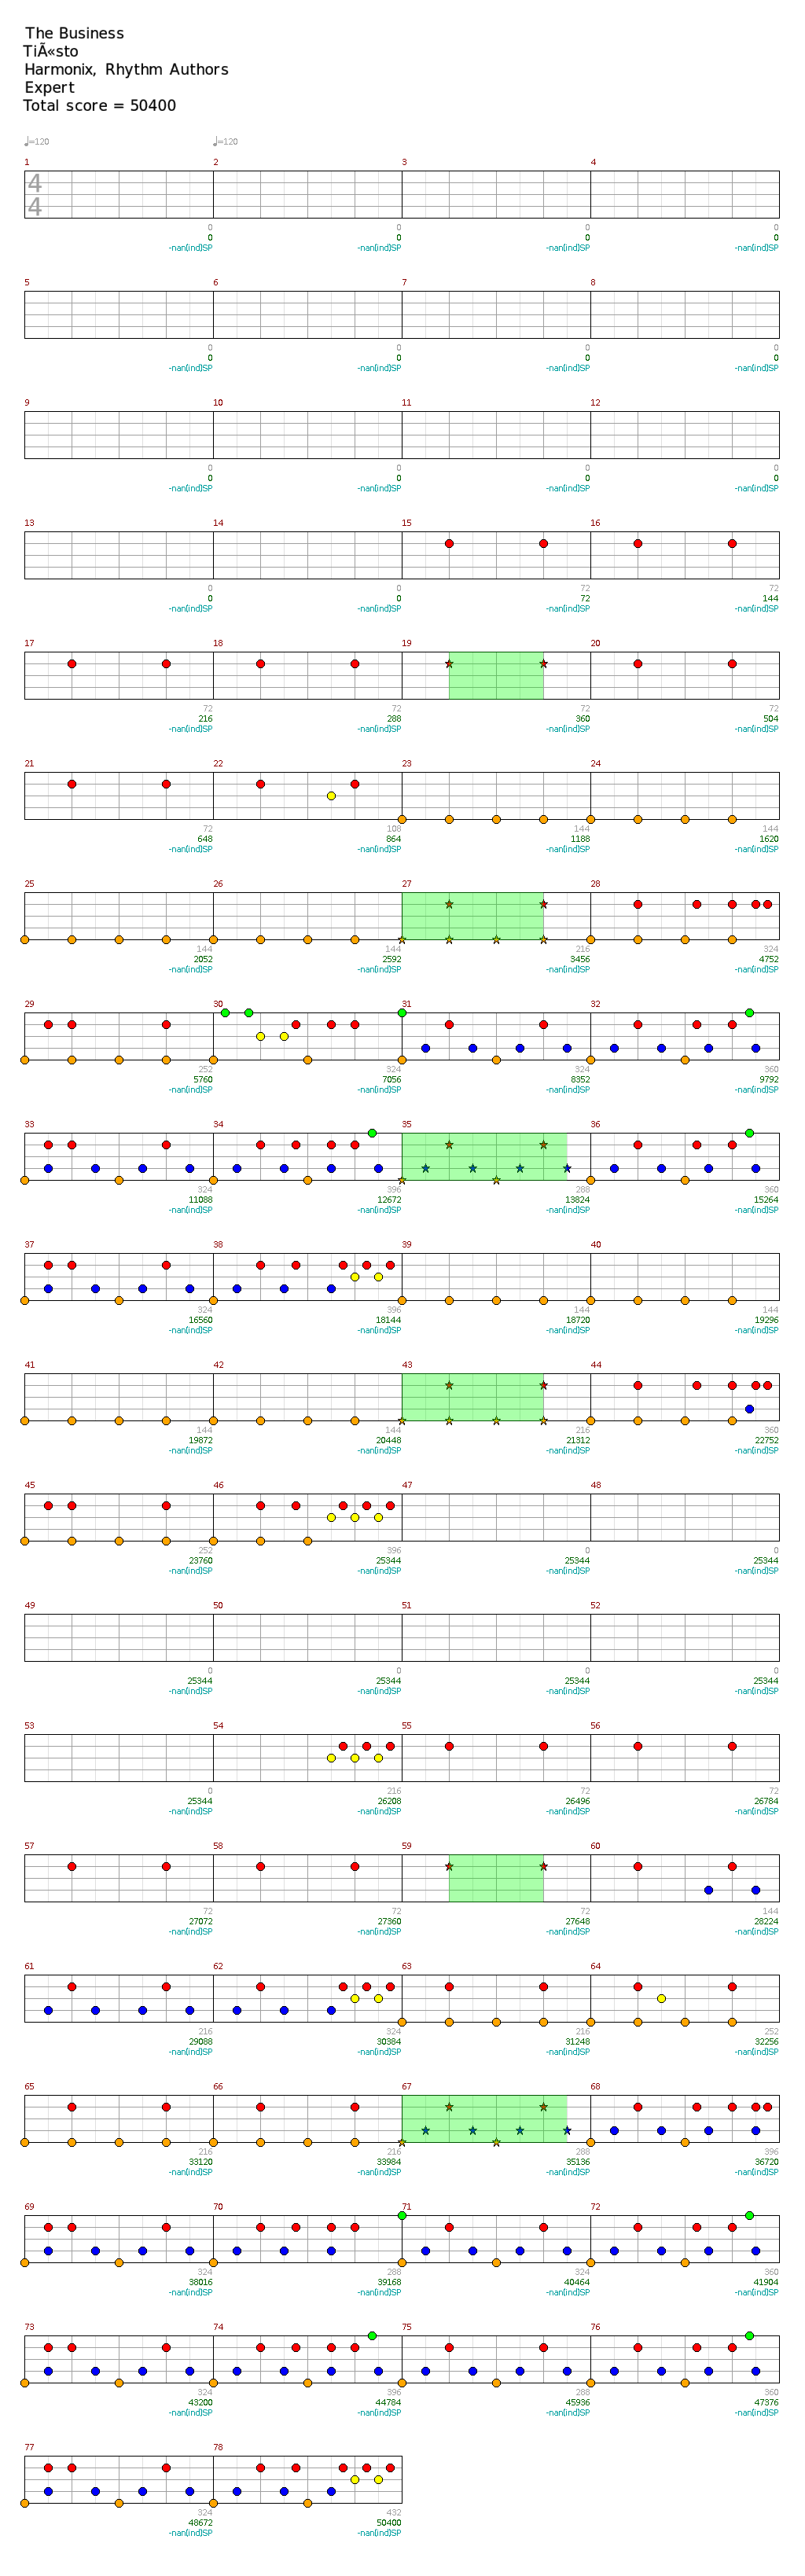 The Business
TiÃ«sto
Harmonix, Rhythm Authors
Expert
Total score = 50400
♩=120 ♩=120
1 2 3 4
4
4
0 0 0 0
0 0 0 0
-nan(ind)SP -nan(ind)SP -nan(ind)SP -nan(ind)SP
5 6 7 8
0 0 0 0
0 0 0 0
-nan(ind)SP -nan(ind)SP -nan(ind)SP -nan(ind)SP
9 10 11 12
0 0 0 0
0 0 0 0
-nan(ind)SP -nan(ind)SP -nan(ind)SP -nan(ind)SP
13 14 15 16
0 0 72 72
0 0 72 144
-nan(ind)SP -nan(ind)SP -nan(ind)SP -nan(ind)SP
17 18 19 20
72 72 72 72
216 288 360 504
-nan(ind)SP -nan(ind)SP -nan(ind)SP -nan(ind)SP
21 22 23 24
72 108 144 144
648 864 1188 1620
-nan(ind)SP -nan(ind)SP -nan(ind)SP -nan(ind)SP
25 26 27 28
144 144 216 324
2052 2592 3456 4752
-nan(ind)SP -nan(ind)SP -nan(ind)SP -nan(ind)SP
29 30 31 32
252 324 324 360
5760 7056 8352 9792
-nan(ind)SP -nan(ind)SP -nan(ind)SP -nan(ind)SP
33 34 35 36
324 396 288 360
11088 12672 13824 15264
-nan(ind)SP -nan(ind)SP -nan(ind)SP -nan(ind)SP
37 38 39 40
324 396 144 144
16560 18144 18720 19296
-nan(ind)SP -nan(ind)SP -nan(ind)SP -nan(ind)SP
41 42 43 44
144 144 216 360
19872 20448 21312 22752
-nan(ind)SP -nan(ind)SP -nan(ind)SP -nan(ind)SP
45 46 47 48
252 396 0 0
23760 25344 25344 25344
-nan(ind)SP -nan(ind)SP -nan(ind)SP -nan(ind)SP
49 50 51 52
0 0 0 0
25344 25344 25344 25344
-nan(ind)SP -nan(ind)SP -nan(ind)SP -nan(ind)SP
53 54 55 56
0 216 72 72
25344 26208 26496 26784
-nan(ind)SP -nan(ind)SP -nan(ind)SP -nan(ind)SP
57 58 59 60
72 72 72 144
27072 27360 27648 28224
-nan(ind)SP -nan(ind)SP -nan(ind)SP -nan(ind)SP
61 62 63 64
216 324 216 252
29088 30384 31248 32256
-nan(ind)SP -nan(ind)SP -nan(ind)SP -nan(ind)SP
65 66 67 68
216 216 288 396
33120 33984 35136 36720
-nan(ind)SP -nan(ind)SP -nan(ind)SP -nan(ind)SP
69 70 71 72
324 288 324 360
38016 39168 40464 41904
-nan(ind)SP -nan(ind)SP -nan(ind)SP -nan(ind)SP
73 74 75 76
324 396 288 360
43200 44784 45936 47376
-nan(ind)SP -nan(ind)SP -nan(ind)SP -nan(ind)SP
77 78
324 432
48672 50400
-nan(ind)SP -nan(ind)SP